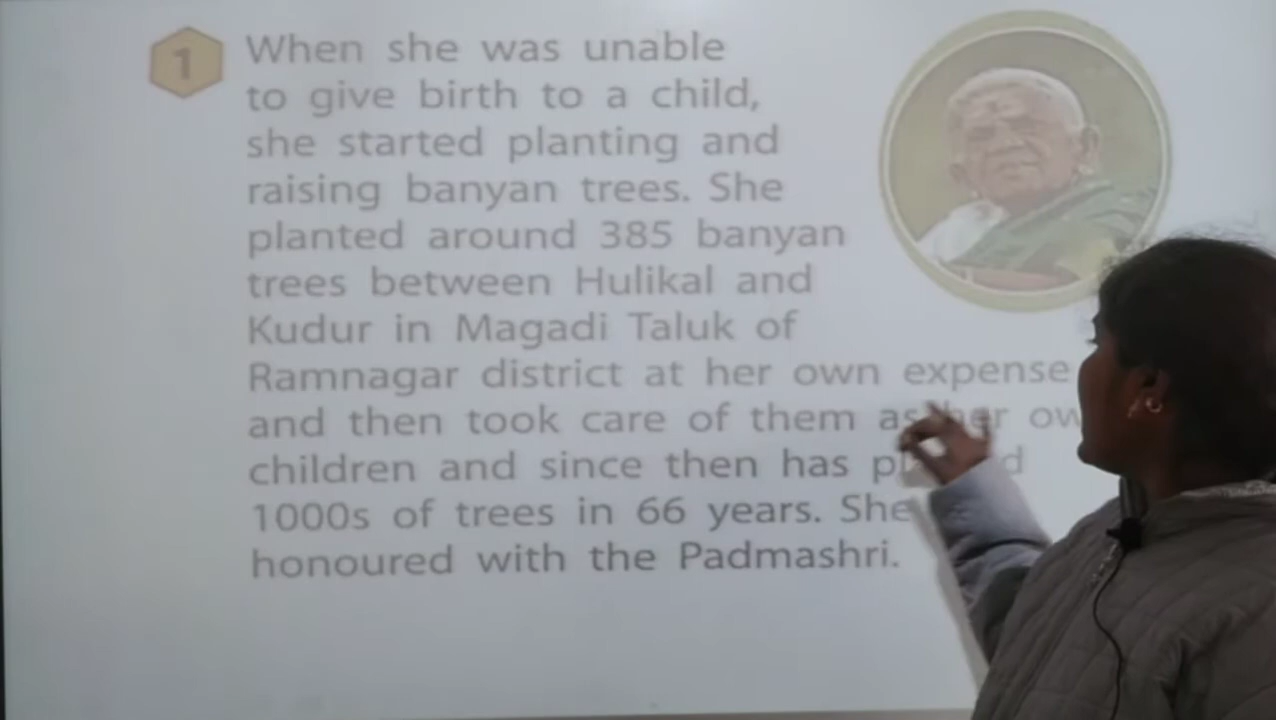 1
When she was unable
to give birth to a child,
she started planting and
raising banyan trees. She
planted around 385 banyan
trees between Hulikal and
Kudur in Magadi Taluk of
Ramnagar district at her own expense
and then took care of them as her
children and since then has
1000s of trees in 66 years. She
honoured with the Padmashri.